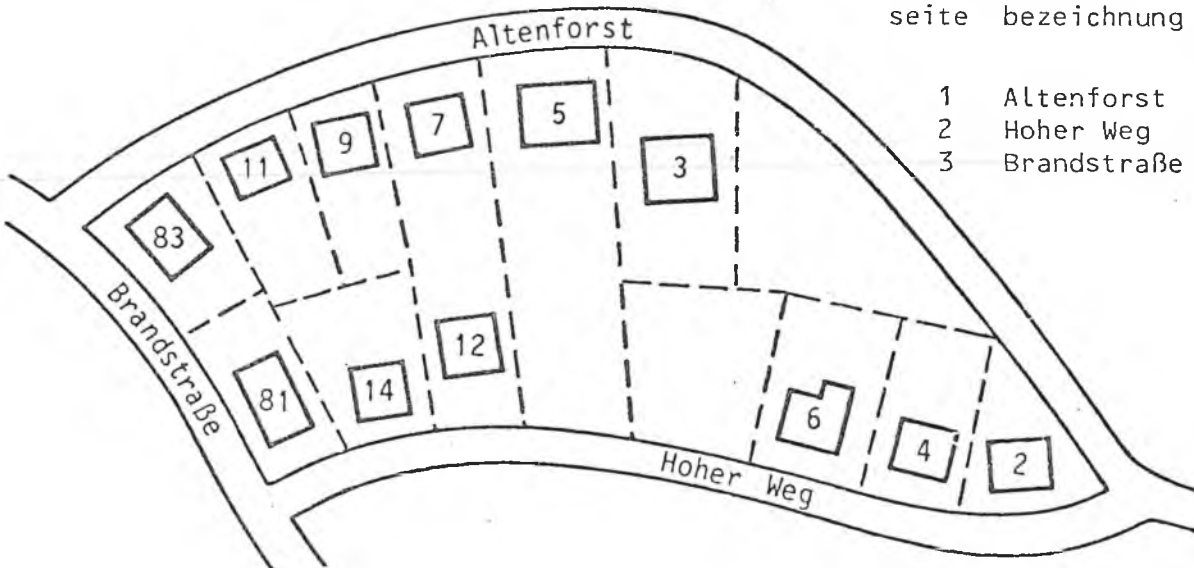 seite bezeichnung
1 Altenforst
2 Hoher Weg
3 Brandstraße
Altenforst
11
9
7
5
3
83
Brandstraße
81
14
12
6
4
2
Hoher Weg